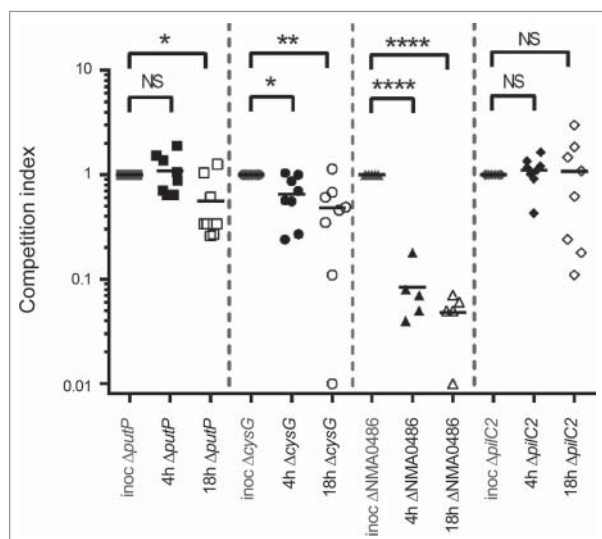 * ** **** NS
NS * **** NS
10
1
0.1
0.01
Competition index
inoc ΔputP
4h ΔputP
18h ΔputP
inoc ΔcysG
4h ΔcysG
18h ΔcysG
inoc ΔNMA0486
4h ΔNMA0486
18h ΔNMA0486
inoc ΔpilC2
4h ΔpilC2
18h ΔpilC2